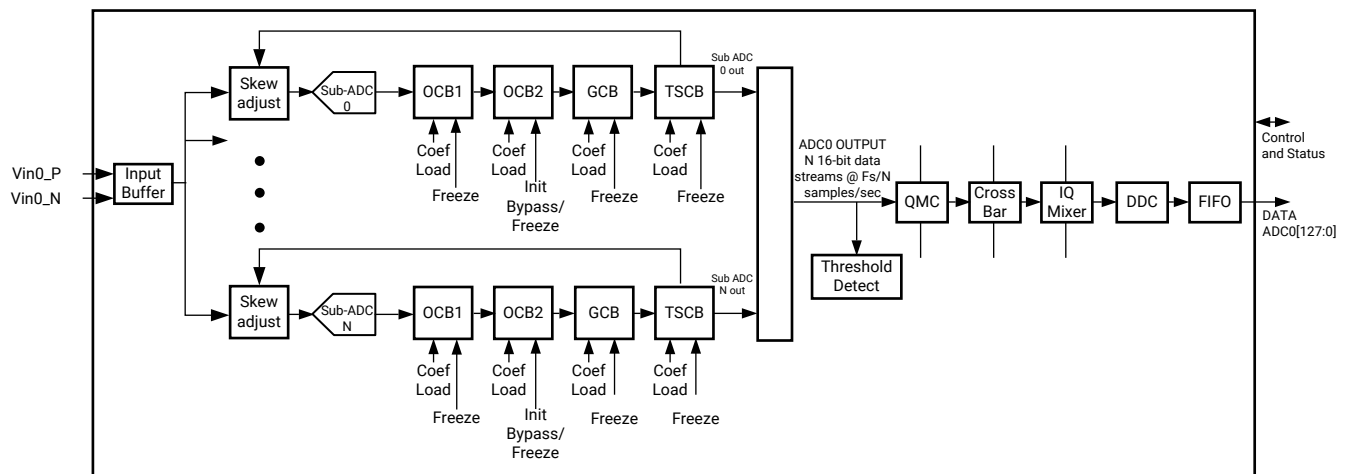 Skew
adjust
Sub-ADC
0
OCB1
OCB2
GCB
TSCB
Sub ADC
0 out
Coef
Load
Freeze
Coef
Load
Init
Bypass/
Freeze
Coef
Load
Freeze
Coef
Load
Freeze
Vin0_P
Vin0_N
Input
Buffer
ADC0 OUTPUT
N 16-bit data
streams @ Fs/N
samples/sec
QMC
Cross
Bar
IQ
Mixer
DDC
FIFO
Control
and Status
DATA
ADC0[127:0]
Threshold
Detect
Skew
adjust
Sub-ADC
N
OCB1
OCB2
GCB
TSCB
Sub ADC
N out
Coef
Load
Freeze
Coef
Load
Init
Bypass/
Freeze
Coef
Load
Freeze
Coef
Load
Freeze